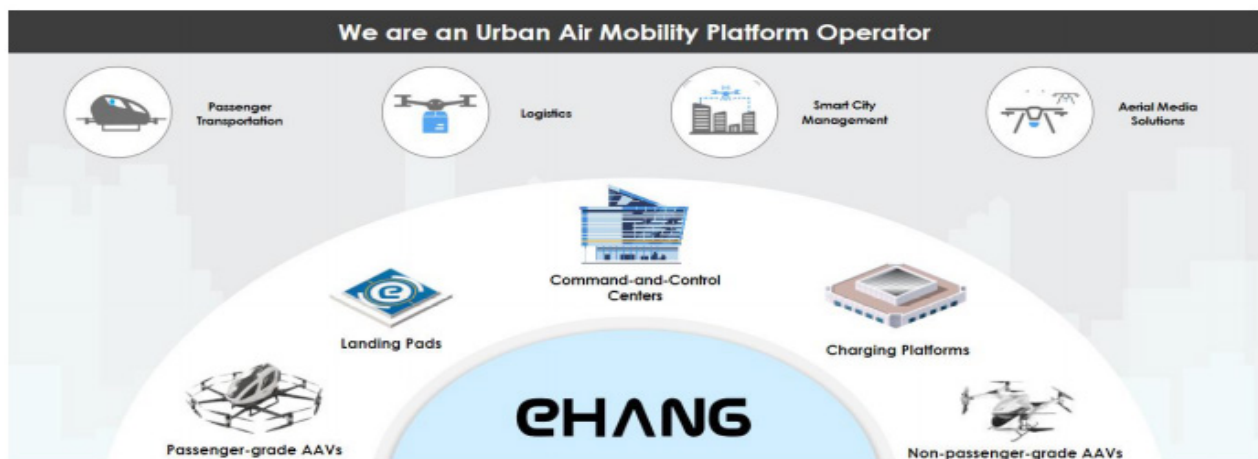 We are an Urban Air Mobility Platform Operator
Passenger
Transportation
Logistics
Smart City
Management
Aerial Media
Solutions
Command-and-Control
Centers
Landing Pads
Charging Platforms
Passenger-grade AAVs
Non-passenger-grade AAVs
eHANG